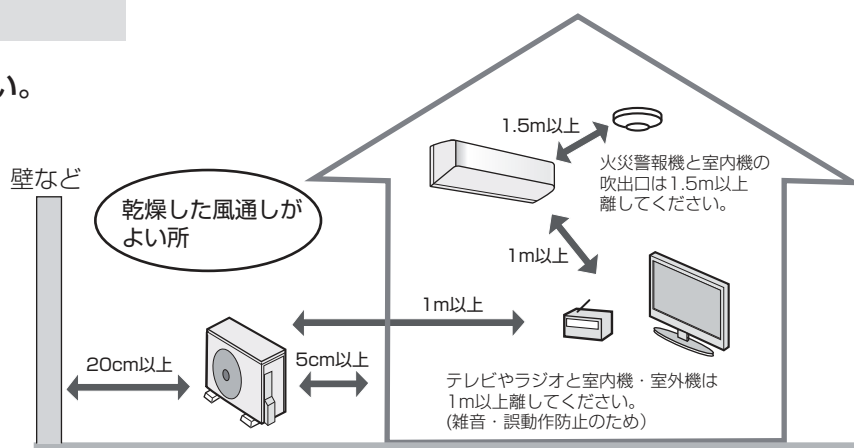 い。
1.5m以上
火災警報機と室内機の
吹出口は1.5m以上
離してください。
壁など
乾燥した風通しが
よい所
1m以上
1m以上
20cm以上
5cm以上
テレビやラジオと室内機・室外機は
1m以上離してください。
(雑音・誤動作防止のため)